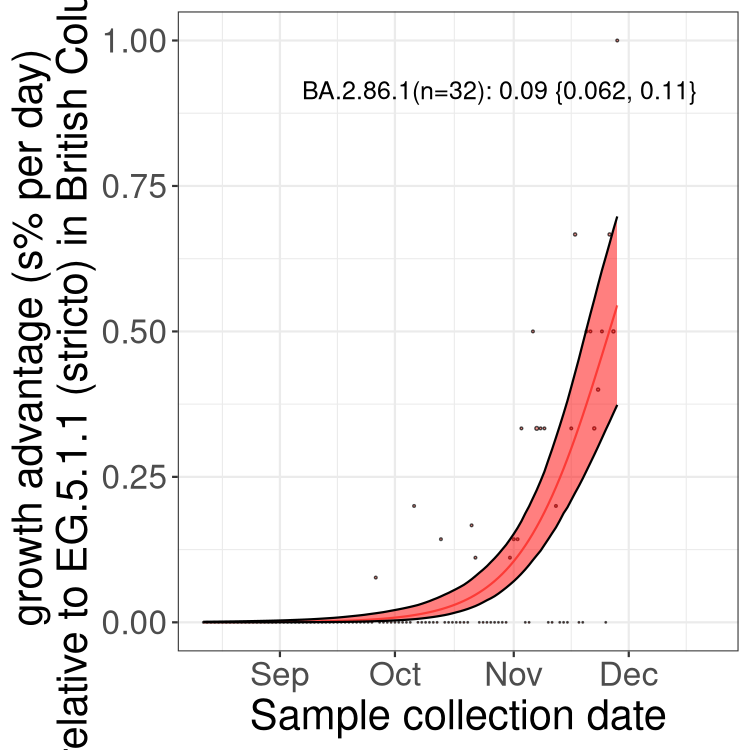 growth advantage (s% per day)
relative to EG.5.1.1 (stricto) in British
1.00
0.75
0.50
0.25
0.00
BA.2.86.1(n=32): 0.09 {0.062, 0.11}
Sep Oct Nov Dec
Sample collection date